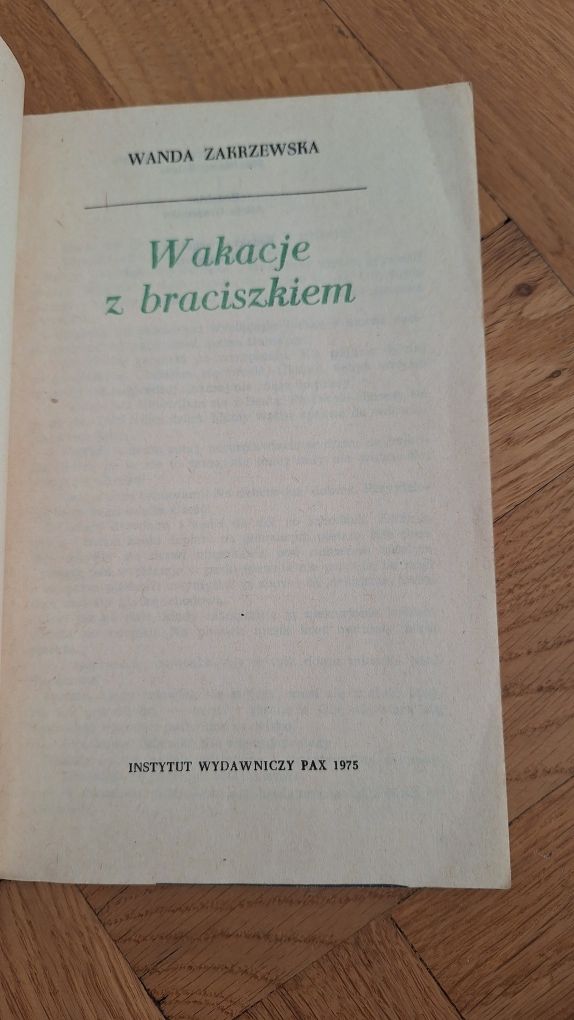 WANDA ZAKRZEWSKA
Wakacje
z braciszkiem
INSTYTUT WYDAWNICZY PAX 1975